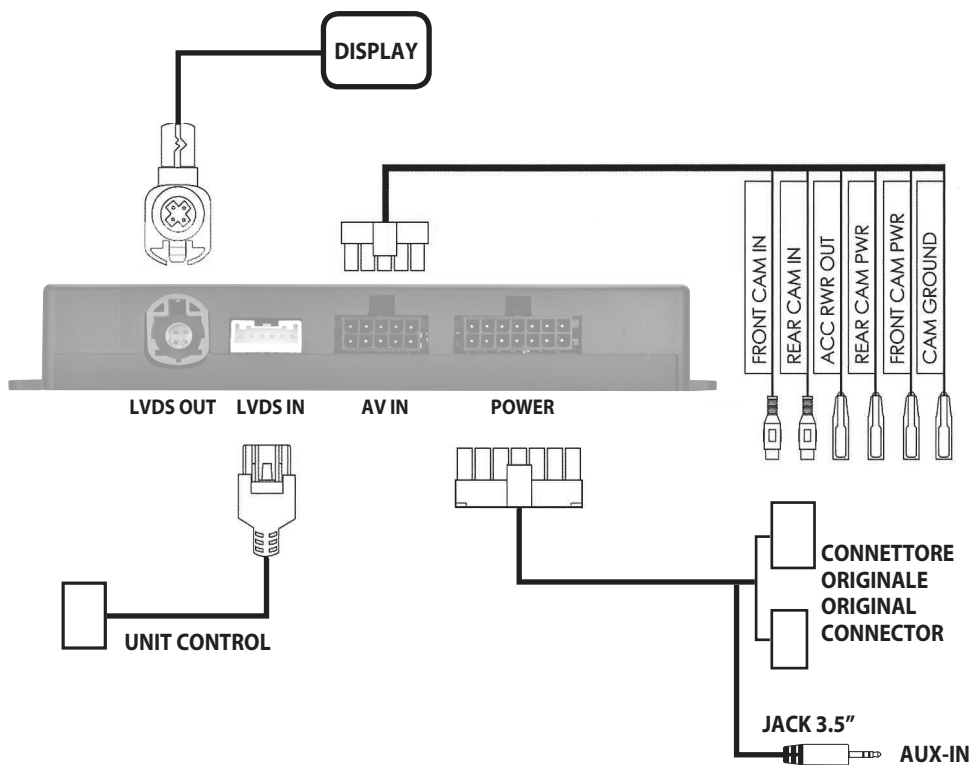 DISPLAY
FRONT CAM IN
REAR CAM IN
ACC RWR OUT
REAR CAM PWR
FRONT CAM PWR
CAM GROUND
LVDS OUT
LVDS IN
AV IN
POWER
UNIT CONTROL
CONNETTORE
ORIGINALE
ORIGINAL
CONNECTOR
JACK 3.5”
AUX-IN